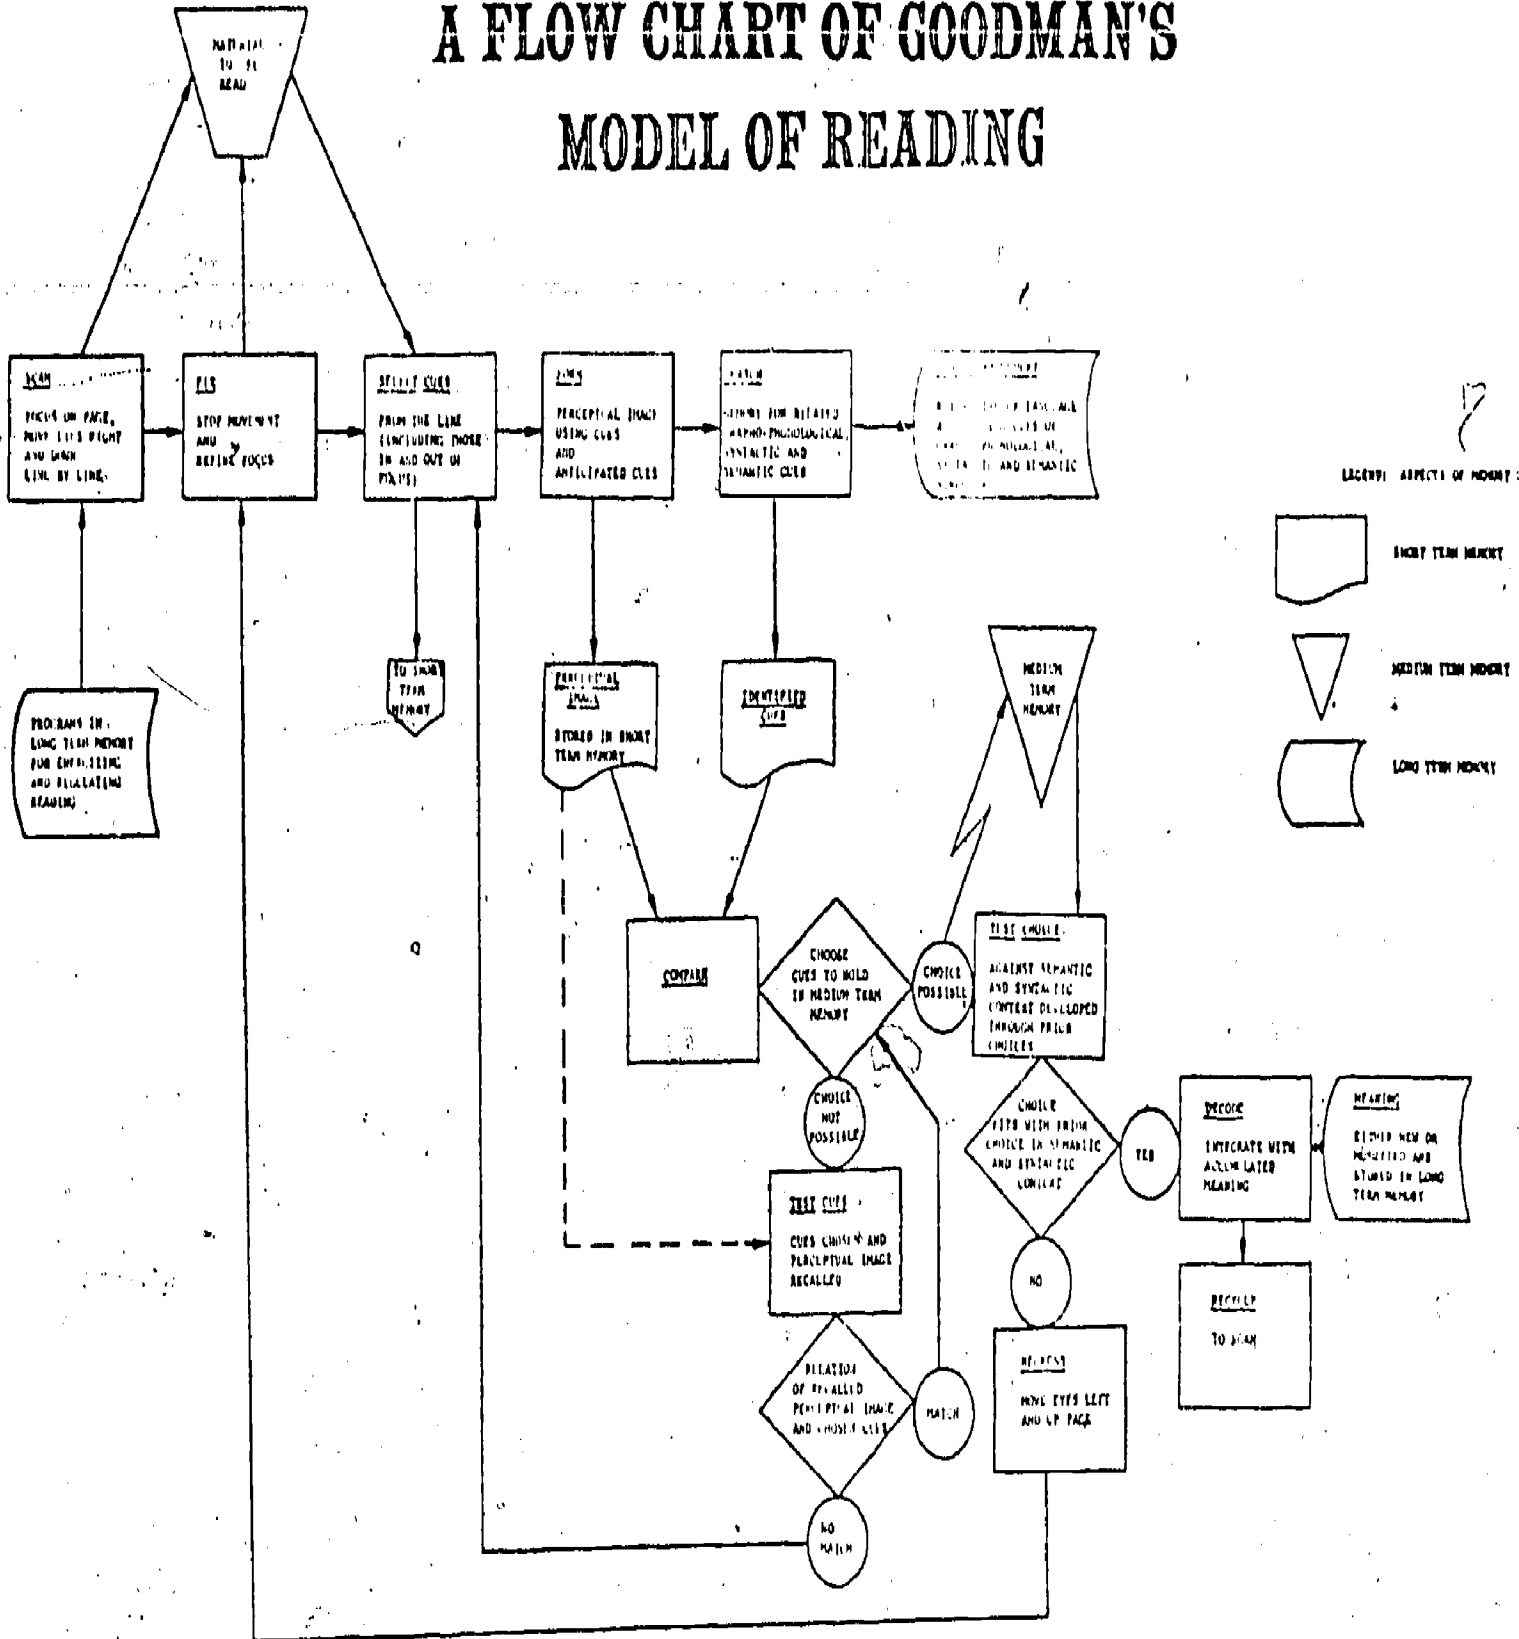 A FLOW CHART OF GOODMAN'S
MODEL OF READING
MATERIAL
TO BE
READ
SCAN
FOCUS ON PAGE,
MOVE EYES RIGHT
AND DOWN
LINE BY LINE.
FIX
STOP MOVEMENT
AND
REFINE FOCUS
SELECT CUES
FROM THE LINE
(INCLUDING THOSE
IN AND OUT OF
FOCUS)
FORM
PERCEPTUAL IMAGE
USING CUES
AND
ANTICIPATED CUES
SEARCH
MEMORY FOR RELATED
GRAPHO-PHONOLOGICAL,
SYNTACTIC AND
SEMANTIC CUES
OF LANGUAGE
OF
PHONOLOGICAL,
AND SEMANTIC
LEGEND: ASPECTS OF MEMORY:
SHORT TERM MEMORY
MEDIUM TERM MEMORY
LONG TERM MEMORY
PROGRAMS IN
LONG TERM MEMORY
FOR INITIATING
AND REGULATING
READING
TO SHORT
TERM
MEMORY
PERCEPTUAL
IMAGE
STORED IN SHORT
TERM MEMORY
IDENTIFIED
CUES
MEDIUM
TERM
MEMORY
COMPARE
CHOOSE
CUES TO HOLD
IN MEDIUM TERM
MEMORY
CHOICE
POSSIBLE
TEST CHOICE
AGAINST SEMANTIC
AND SYNTACTIC
CONTEXT DEVELOPED
THROUGH PRIOR
CHOICES
CHOICE
NOT
POSSIBLE
CHOICE
FITS WITH PRIOR
CHOICE IN SEMANTIC
AND SYNTACTIC
CONTEXT
YES
DECODE
INTEGRATE WITH
ACCUMULATED
MEANING
MEANING
EITHER NEW OR
MODIFIED AND
STORED IN LONG
TERM MEMORY
TEST CUES
CUES CHOSEN AND
PERCEPTUAL IMAGE
RECALLED
NO
RECYCLE
TO SCAN
RELATION
OF RECALLED
PERCEPTUAL IMAGE
AND CHOSEN CUES
MATCH
REGRESS
MOVE EYES LEFT
AND UP PAGE
NO
MATCH